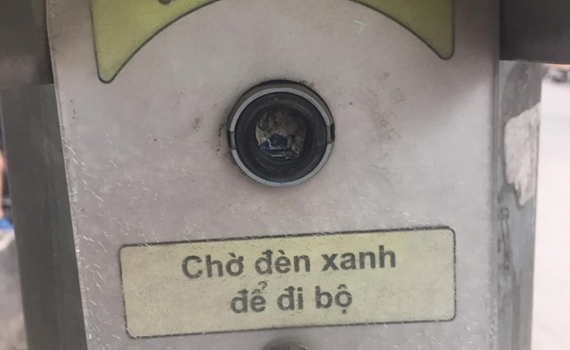 Chờ đèn xanh
để đi bộ